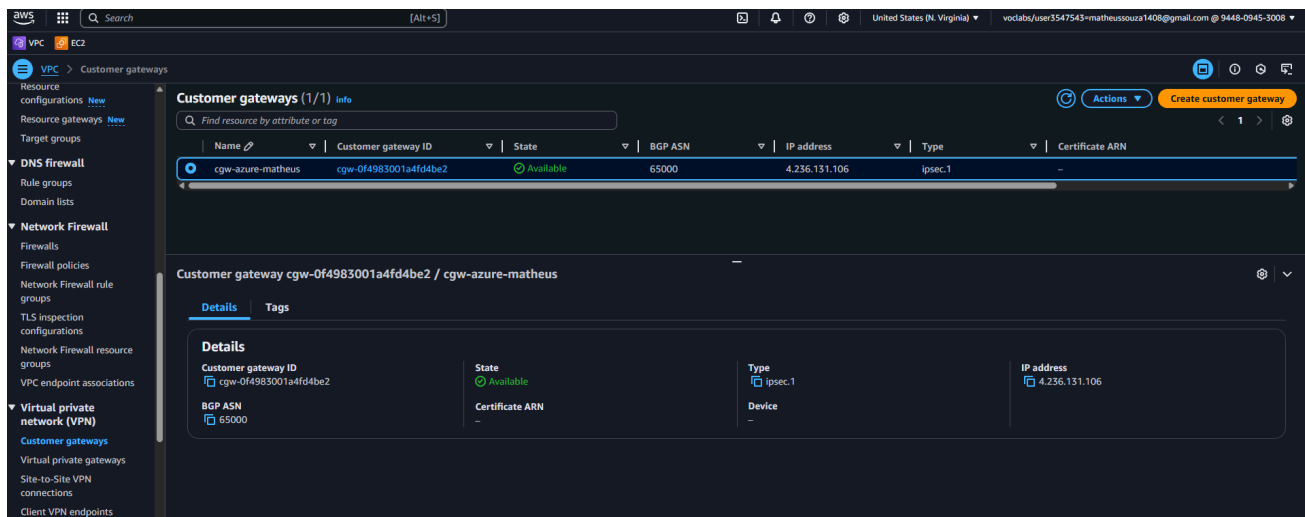 aws
Search
[Alt+S]
United States (N. Virginia) ▼
voclabs/user3547543=matheussouza1408@gmail.com @ 9448-0945-3008 ▼
VPC
EC2
VPC > Customer gateways
Resource configurations New
Resource gateways New
Target groups
DNS firewall
Rule groups
Domain lists
Network Firewall
Firewalls
Firewall policies
Network Firewall rule groups
TLS inspection configurations
Network Firewall resource groups
VPC endpoint associations
Virtual private network (VPN)
Customer gateways
Virtual private gateways
Site-to-Site VPN connections
Client VPN endpoints
Customer gateways (1/1) Info
Actions ▼
Create customer gateway
Find resource by attribute or tag
< 1 >
Name
Customer gateway ID
State
BGP ASN
IP address
Type
Certificate ARN
cgw-azure-matheus
cgw-0f4983001a4fd4be2
Available
65000
4.236.131.106
ipsec.1
–
Customer gateway cgw-0f4983001a4fd4be2 / cgw-azure-matheus
Details
Tags
Details
Customer gateway ID
cgw-0f4983001a4fd4be2
State
Available
Type
ipsec.1
IP address
4.236.131.106
BGP ASN
65000
Certificate ARN
–
Device
–